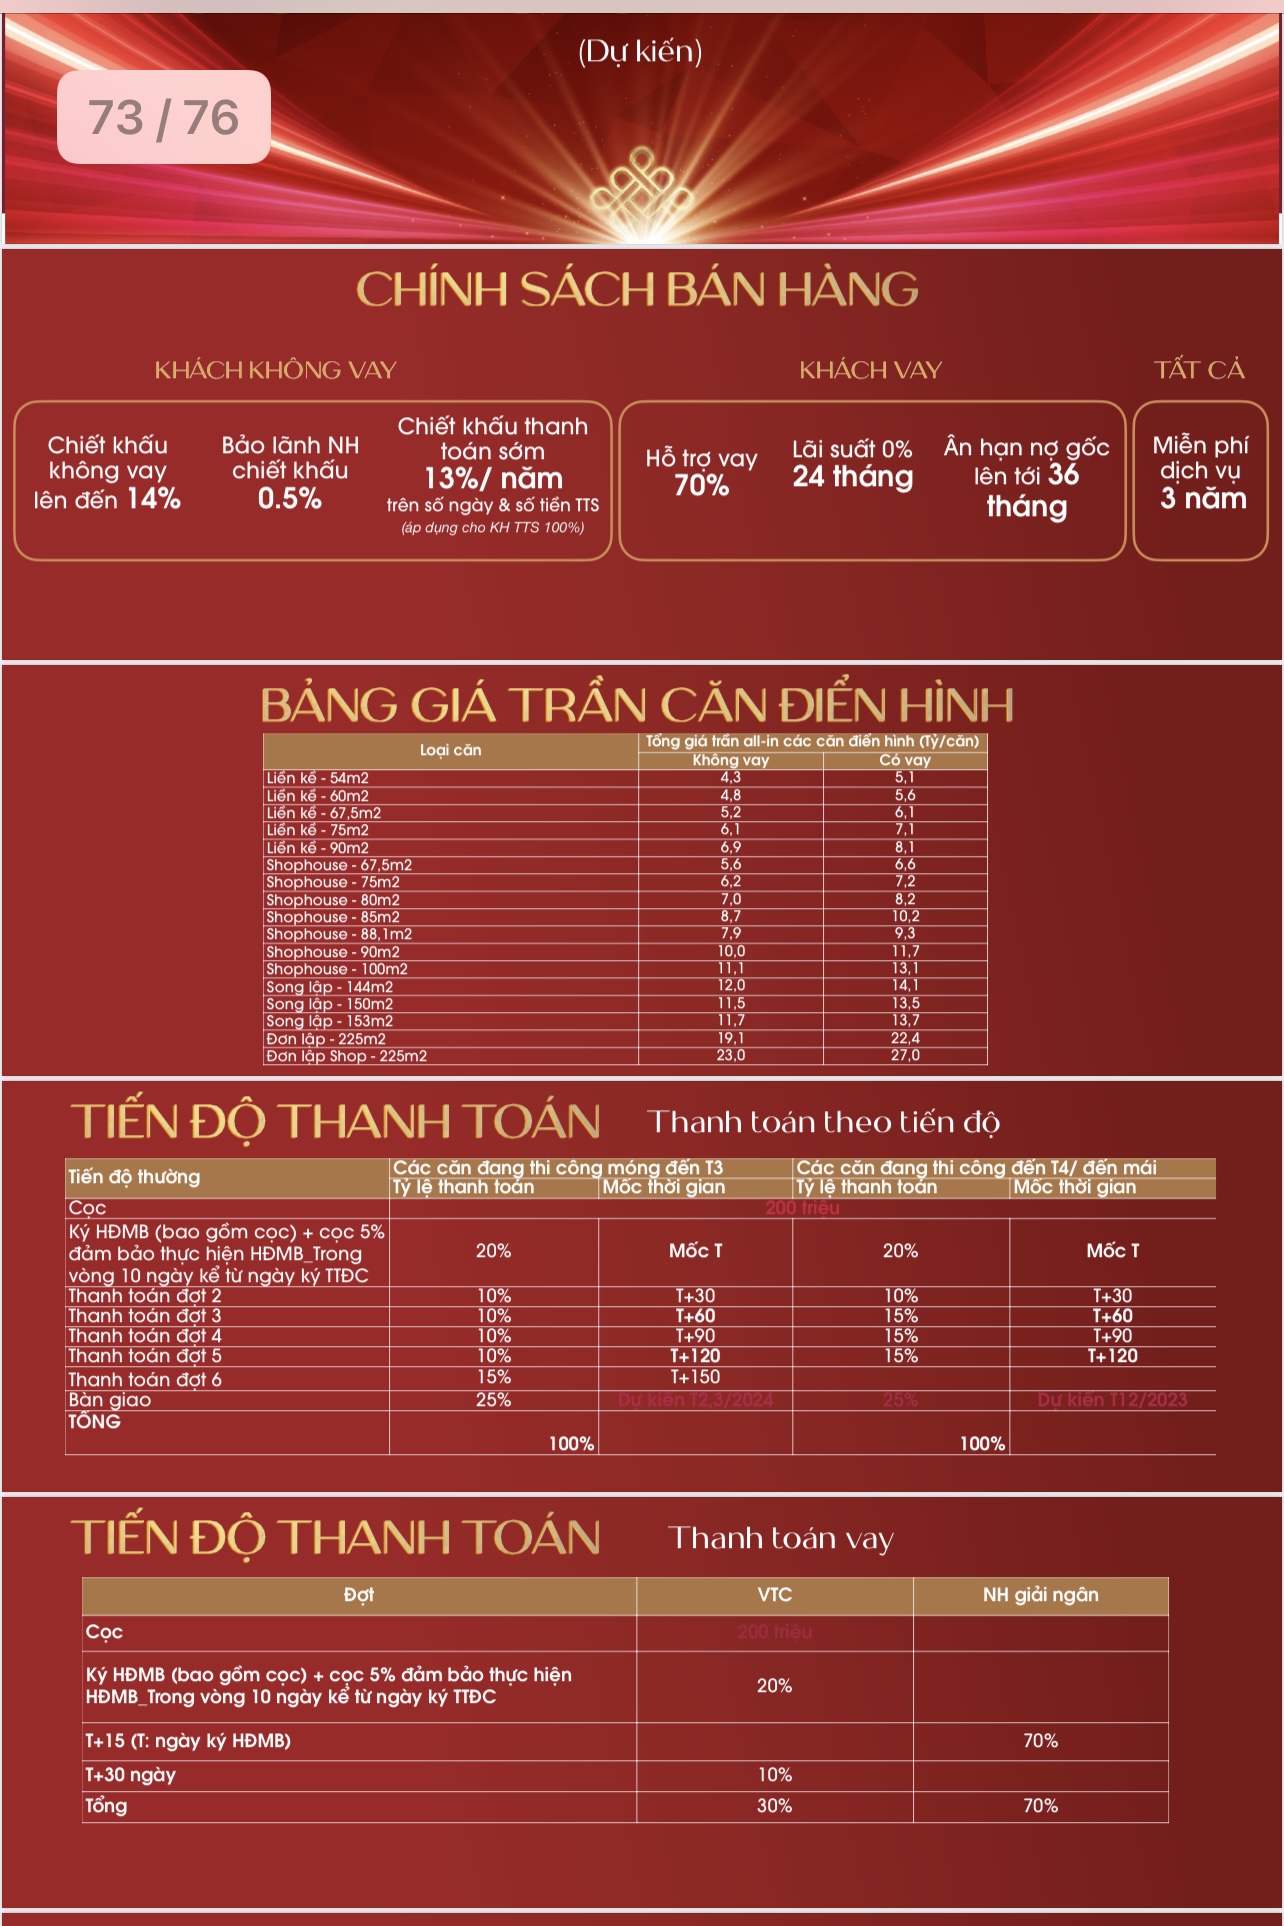 (Dự kiến)
73 / 76
CHÍNH SÁCH BÁN HÀNG
KHÁCH KHÔNG VAY
Chiết khấu
không vay
lên đến 14%
Bảo lãnh NH
chiết khấu
0.5%
Chiết khấu thanh
toán sớm
13%/ năm
trên số ngày & số tiền TTS
(áp dụng cho KH TTS 100%)
KHÁCH VAY
Hỗ trợ vay
70%
Lãi suất 0%
24 tháng
Ân hạn nợ gốc
lên tới 36
tháng
TẤT CẢ
Miễn phí
dịch vụ
3 năm
BẢNG GIÁ TRẦN CĂN ĐIỂN HÌNH
Loại căn Tổng giá trần all-in các căn điển hình (Tỷ/căn)
Không vay Có vay
Liền kề - 54m2 4,3 5,1
Liền kề - 60m2 4,8 5,6
Liền kề - 67,5m2 5,2 6,1
Liền kề - 75m2 6,1 7,1
Liền kề - 90m2 6,9 8,1
Shophouse - 67,5m2 5,6 6,6
Shophouse - 75m2 6,2 7,2
Shophouse - 80m2 7,0 8,2
Shophouse - 85m2 8,7 10,2
Shophouse - 88,1m2 7,9 9,3
Shophouse - 90m2 10,0 11,7
Shophouse - 100m2 11,1 13,1
Song lập - 144m2 12,0 14,1
Song lập - 150m2 11,5 13,5
Song lập - 153m2 11,7 13,7
Đơn lập - 225m2 19,1 22,4
Đơn lập Shop - 225m2 23,0 27,0
TIẾN ĐỘ THANH TOÁN Thanh toán theo tiến độ
Tiến độ thường Các căn đang thi công móng đến T3 Các căn đang thi công đến T4/ đến mái
Tỷ lệ thanh toán Mốc thời gian Tỷ lệ thanh toán Mốc thời gian
Cọc 200 triệu
Ký HĐMB (bao gồm cọc) + cọc 5%
đảm bảo thực hiện HĐMB_Trong
vòng 10 ngày kể từ ngày ký TTĐC
20% Mốc T 20% Mốc T
Thanh toán đợt 2 10% T+30 10% T+30
Thanh toán đợt 3 10% T+60 15% T+60
Thanh toán đợt 4 10% T+90 15% T+90
Thanh toán đợt 5 10% T+120 15% T+120
Thanh toán đợt 6 15% T+150
Bàn giao 25% Dự kiến T2,3/2024 25% Dự kiến T12/2023
TỔNG
100% 100%
TIẾN ĐỘ THANH TOÁN Thanh toán vay
Đợt VTC NH giải ngân
Cọc 200 triệu
Ký HĐMB (bao gồm cọc) + cọc 5% đảm bảo thực hiện
HĐMB_Trong vòng 10 ngày kể từ ngày ký TTĐC
20%
T+15 (T: ngày ký HĐMB) 70%
T+30 ngày 10%
Tổng 30% 70%